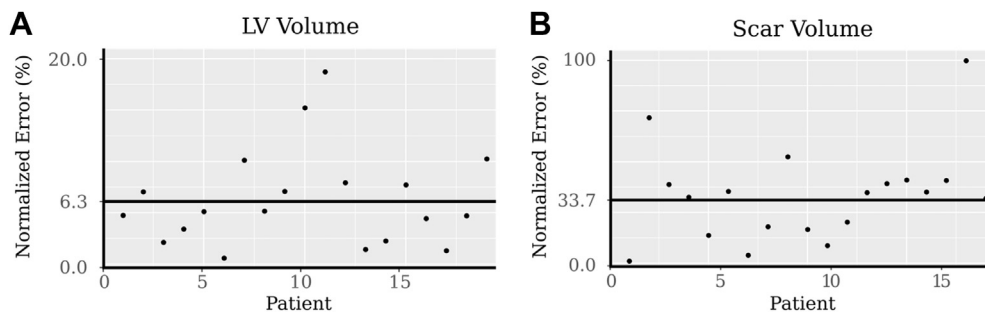 A
LV Volume
Normalized Error (%)
20.0
6.3
0.0
0
5
10
15
Patient
B
Scar Volume
Normalized Error (%)
100
33.7
0.0
0
5
10
15
Patient